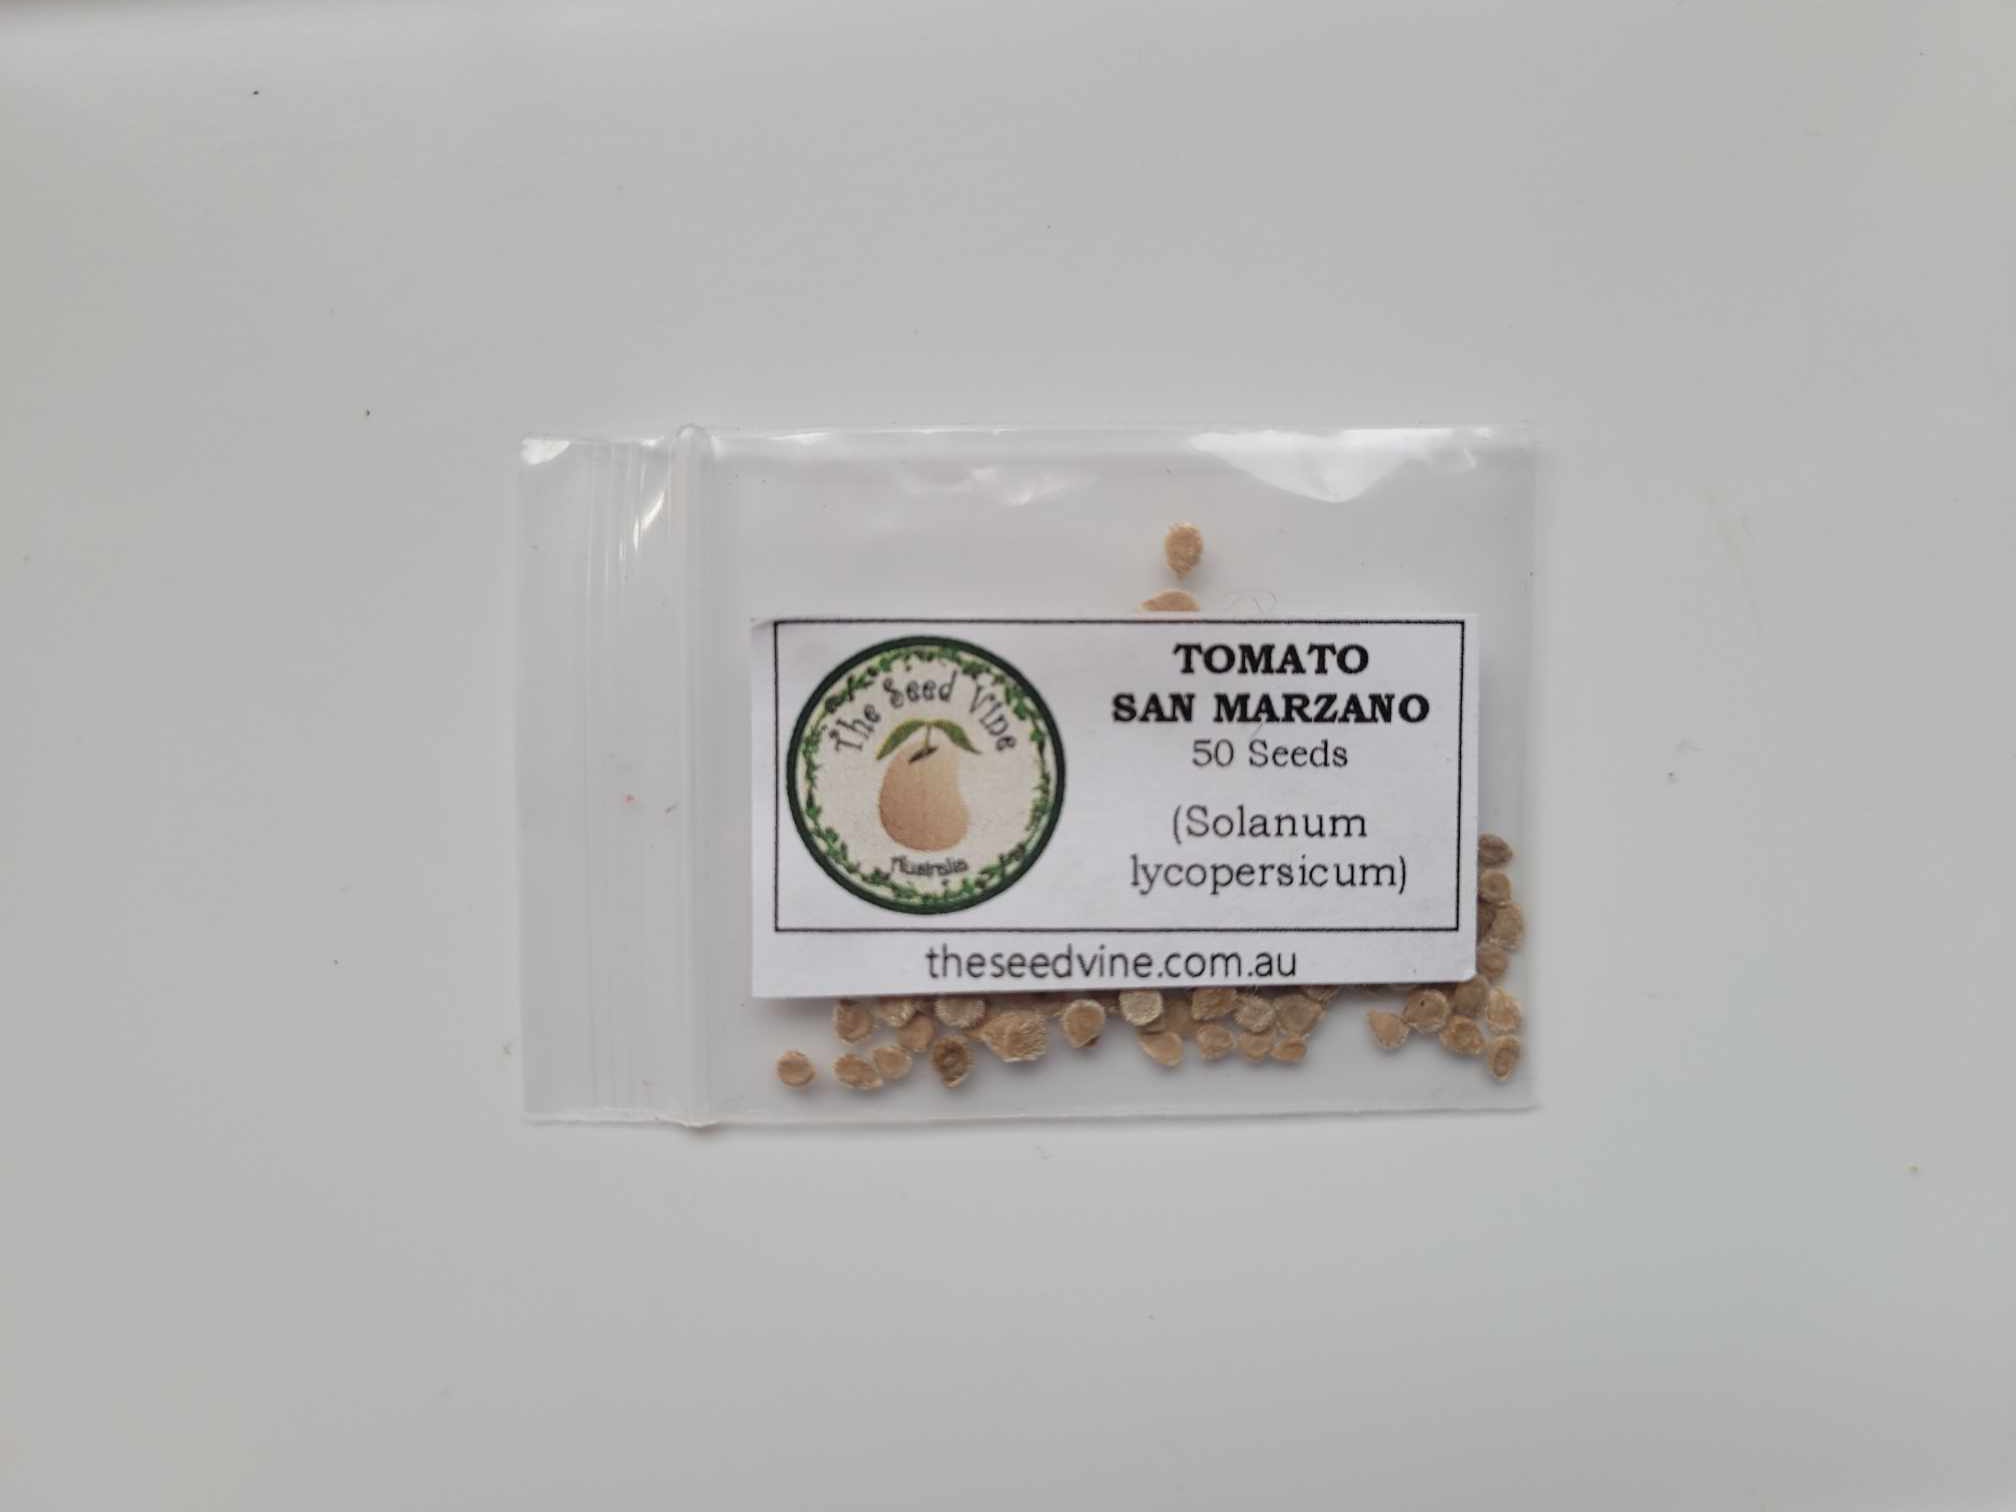 The Seed Vine
Australia
TOMATO
SAN MARZANO
50 Seeds
(Solanum
lycopersicum)
theseedvine.com.au